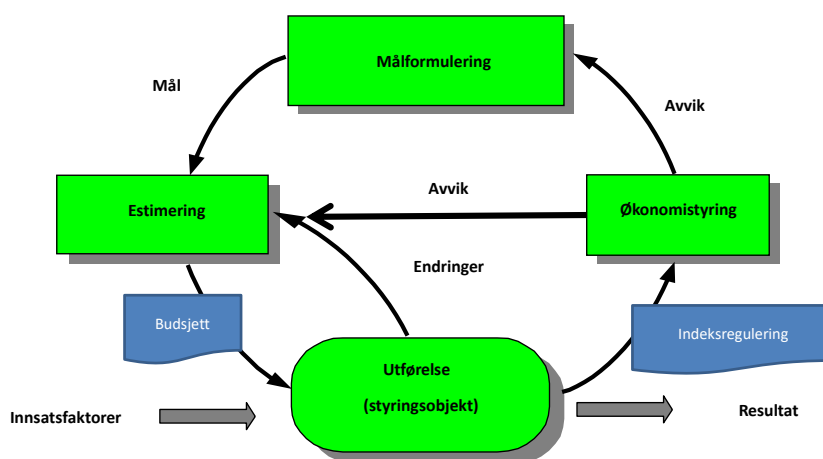 Målformulering
Mål
Avvik
Estimering
Avvik
Økonomistyring
Endringer
Budsjett
Indeksregulering
Utførelse
(styringsobjekt)
Innsatsfaktorer
Resultat